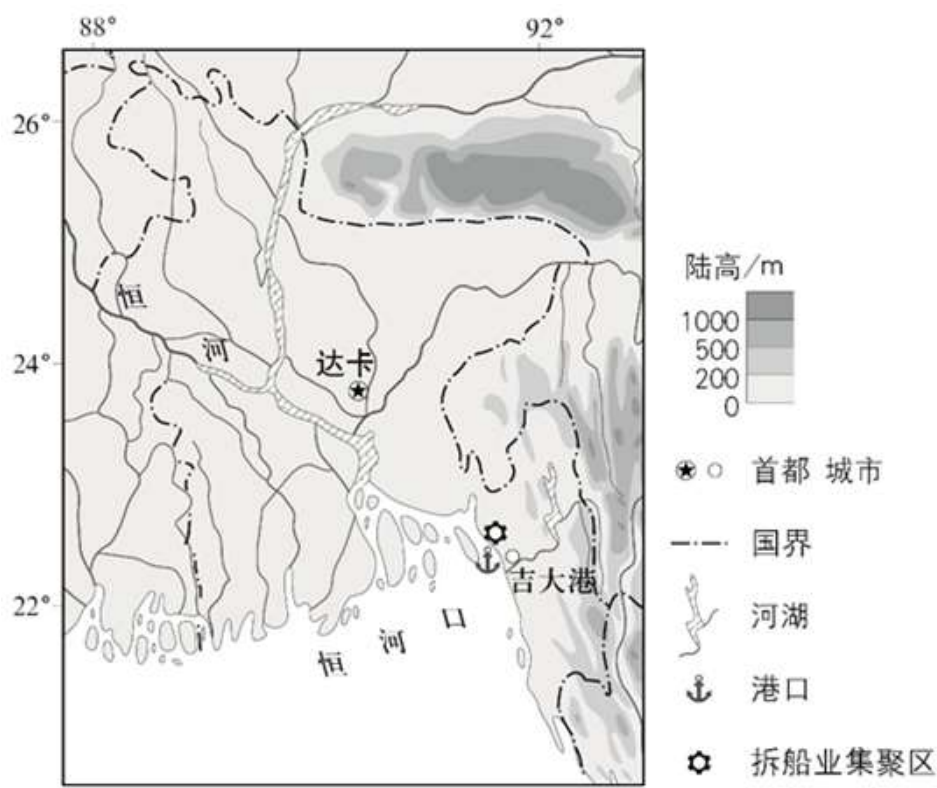 88°
92°
26°
24°
22°
恒
河
达卡
吉大港
恒 河 口
陆高/m
1000
500
200
0
首都 城市
国界
河湖
港口
拆船业集聚区